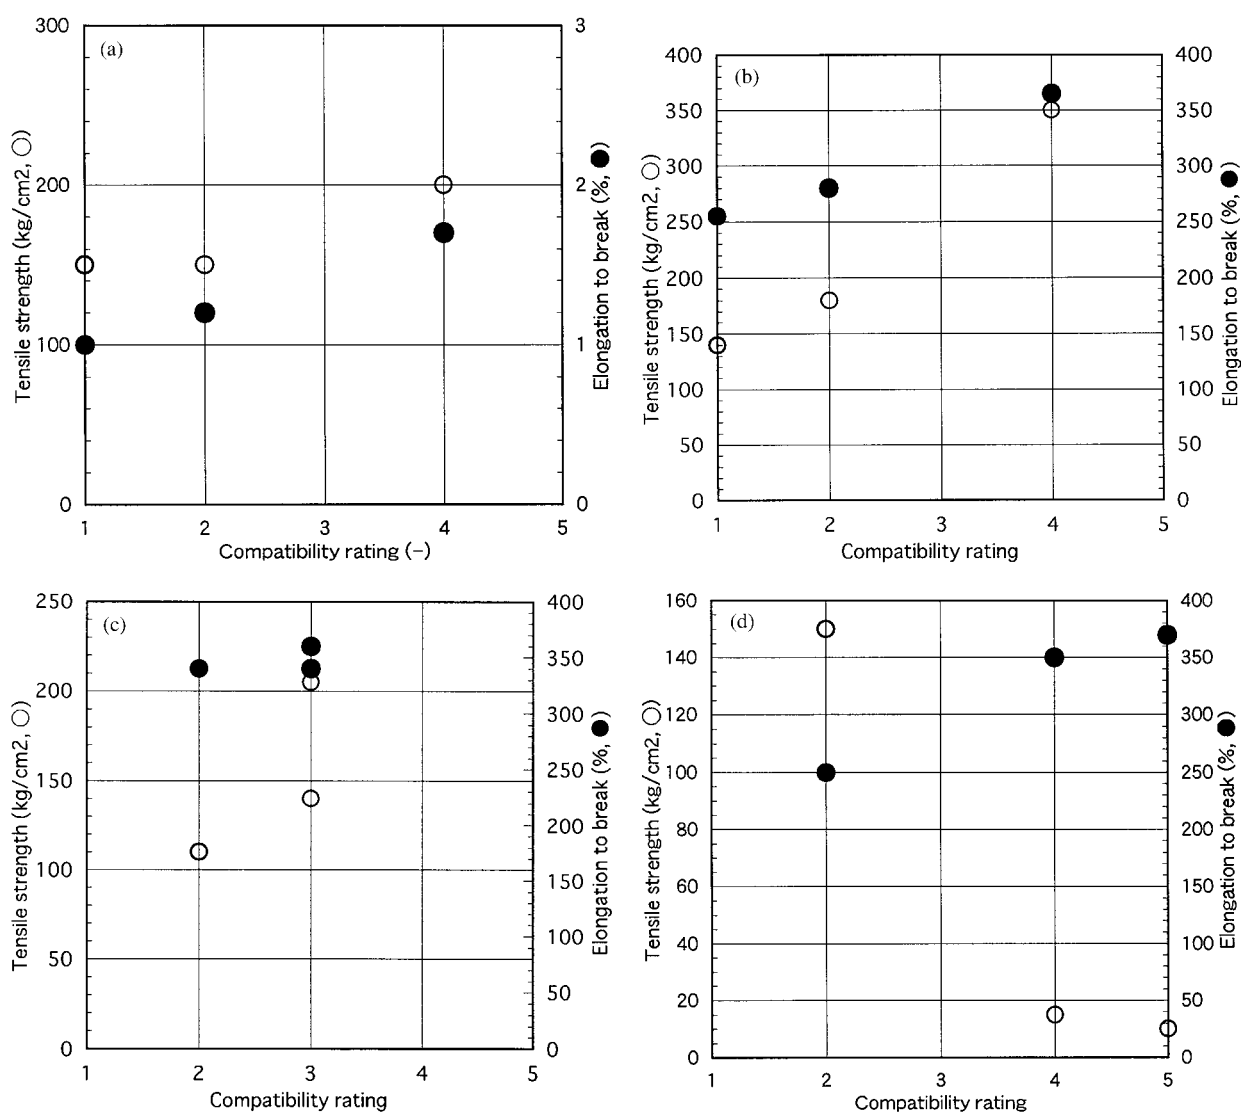 (a)
300
200
100
0
Tensile strength (kg/cm2, ○)
3
2
1
0
Elongation to break (%, ●)
1 2 3 4 5
Compatibility rating (-)
(b)
400
350
300
250
200
150
100
50
0
Tensile strength (kg/cm2, ○)
400
350
300
250
200
150
100
50
0
Elongation to break (%, ●)
1 2 3 4 5
Compatibility rating
(c)
250
200
150
100
50
0
Tensile strength (kg/cm2, ○)
400
350
300
250
200
150
100
50
0
Elongation to break (%, ●)
1 2 3 4 5
Compatibility rating
(d)
160
140
120
100
80
60
40
20
0
Tensile strength (kg/cm2, ○)
400
350
300
250
200
150
100
50
0
Elongation to break (%, ●)
1 2 3 4 5
Compatibility rating